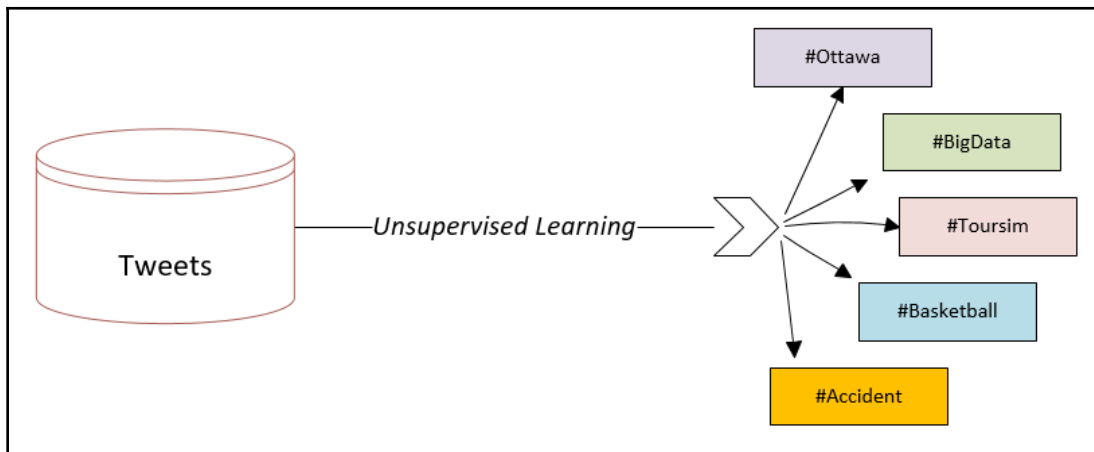 Tweets
Unsupervised Learning
#Ottawa
#BigData
#Toursim
#Basketball
#Accident